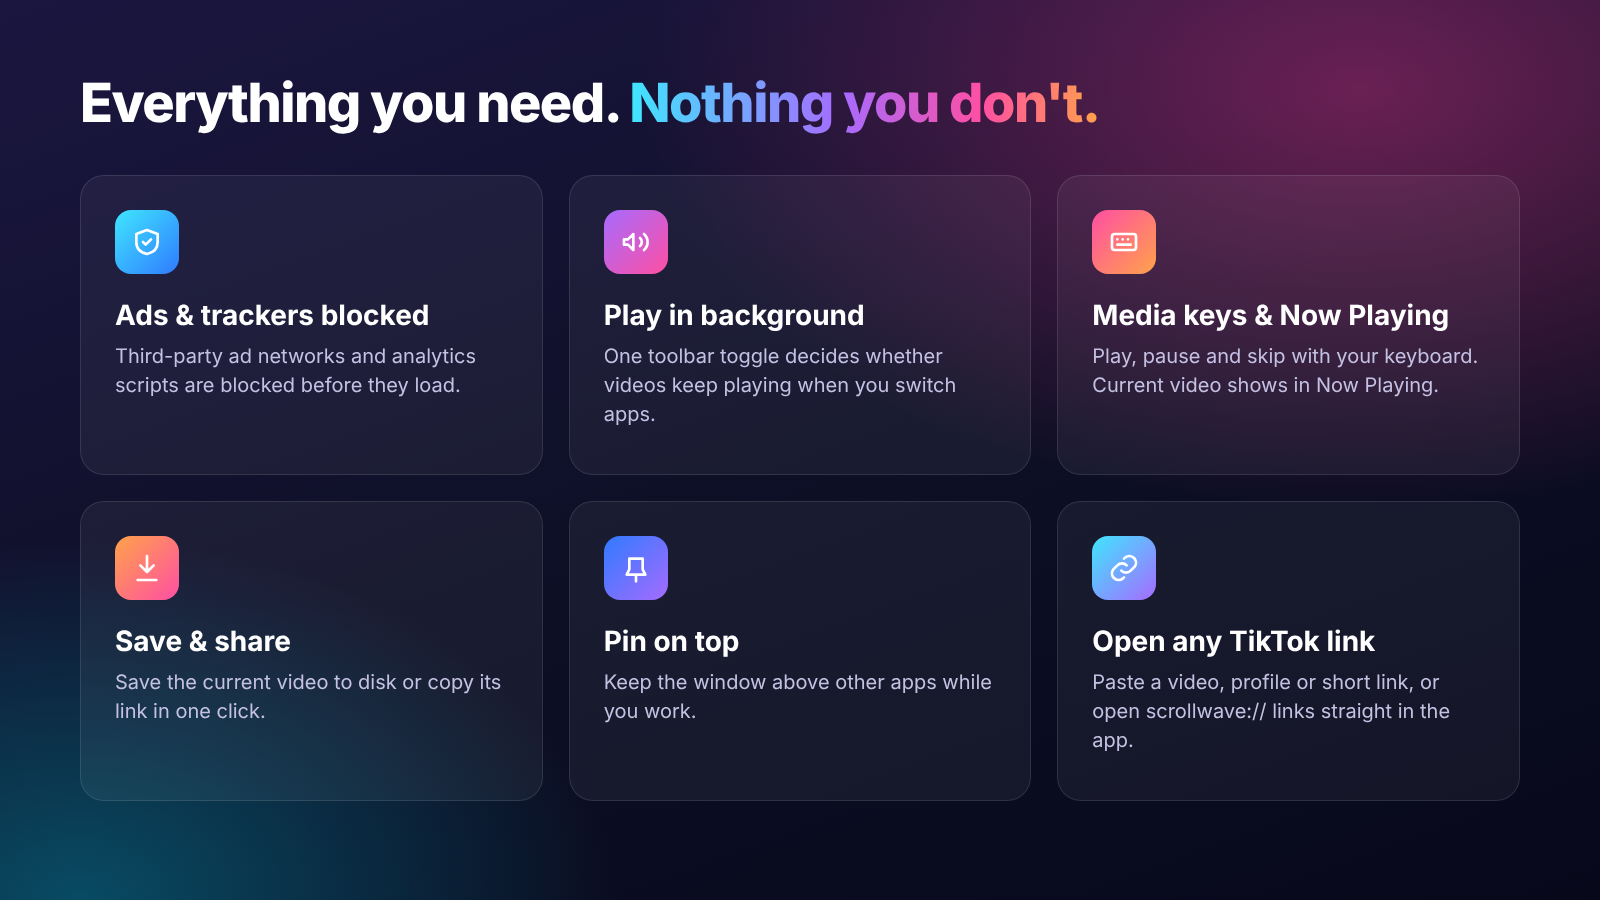 Everything you need. Nothing you don't.
Ads & trackers blocked
Third-party ad networks and analytics
scripts are blocked before they load.
Play in background
One toolbar toggle decides whether
videos keep playing when you switch
apps.
Media keys & Now Playing
Play, pause and skip with your keyboard.
Current video shows in Now Playing.
Save & share
Save the current video to disk or copy its
link in one click.
Pin on top
Keep the window above other apps while
you work.
Open any TikTok link
Paste a video, profile or short link, or
open scrollwave:// links straight in the
app.